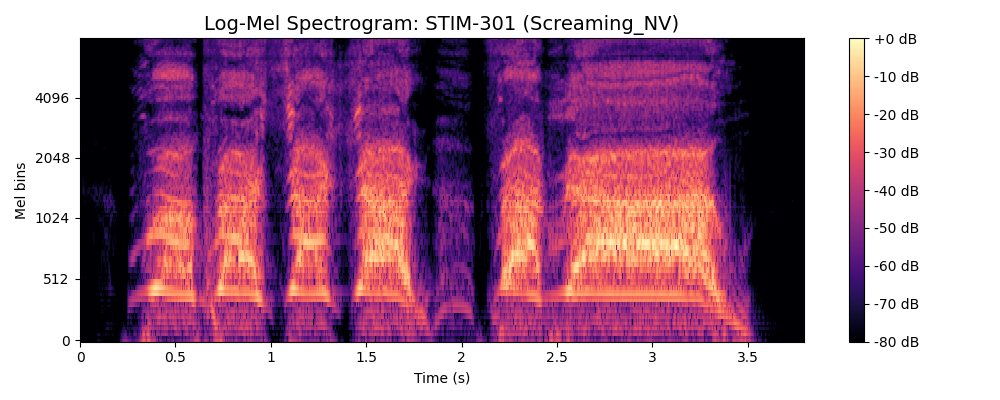 Log-Mel Spectrogram: STIM-301 (Screaming_NV)
Mel bins
4096
2048
1024
512
0
0
0.5
1
1.5
2
2.5
3
3.5
Time (s)
+0 dB
-10 dB
-20 dB
-30 dB
-40 dB
-50 dB
-60 dB
-70 dB
-80 dB